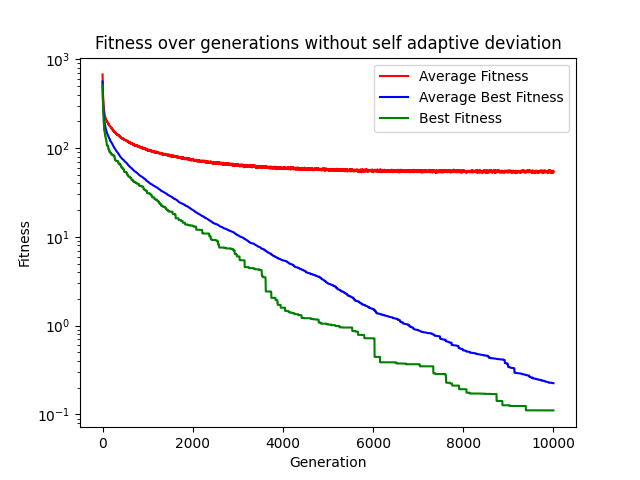 Fitness over generations without self adaptive deviation
Average Fitness
Average Best Fitness
Best Fitness
10³
10²
10¹
10⁰
10⁻¹
Fitness
0 2000 4000 6000 8000 10000
Generation